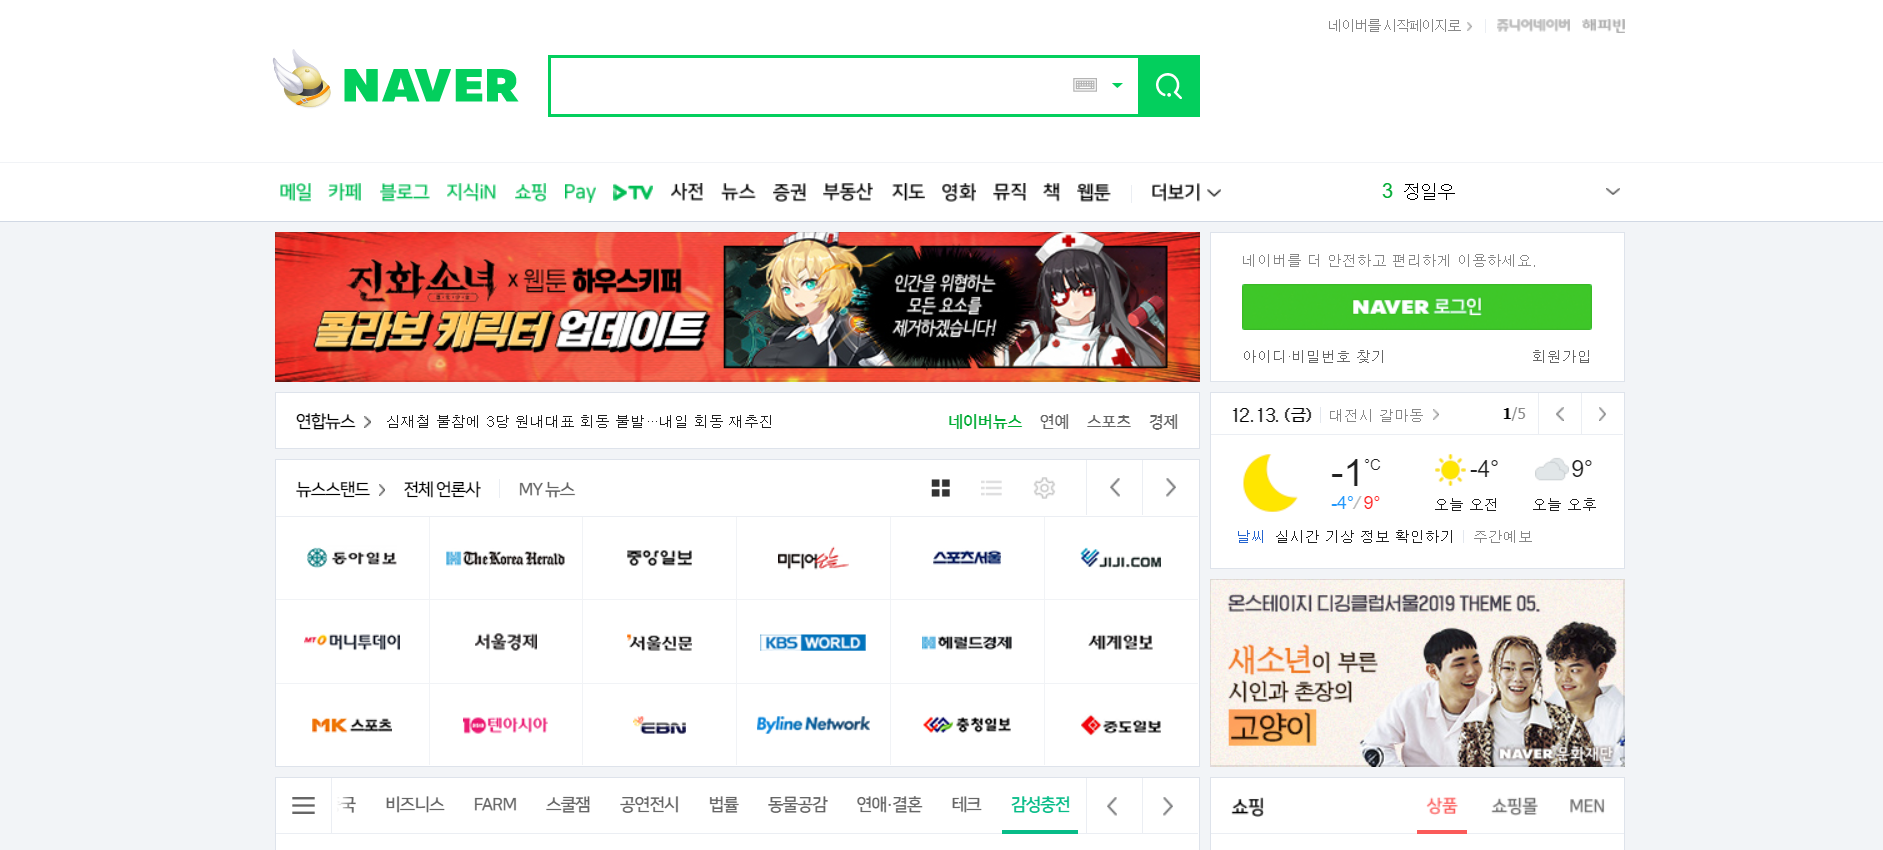 네이버를 시작페이지로
쥬니어네이버 해피빈
NAVER
메일 카페 블로그 지식iN 쇼핑 Pay TV 사전 뉴스 증권 부동산 지도 영화 뮤직 책 웹툰 더보기
3 정일우
진화소녀 x 웹툰 하우스키퍼
콜라보 캐릭터 업데이트
인간을 위협하는
모든 요소를
제거하겠습니다!
네이버를 더 안전하고 편리하게 이용하세요.
NAVER 로그인
아이디·비밀번호 찾기 회원가입
연합뉴스 심재철 불참에 3당 원내대표 회동 불발…내일 회동 재추진
네이버뉴스 연예 스포츠 경제
12.13. (금) 대전시 갈마동 1/5
-1°C
-4°/9°
-4°
오늘 오전
9°
오늘 오후
날씨 실시간 기상 정보 확인하기 주간예보
뉴스스탠드 전체 언론사 MY 뉴스
동아일보 The Korea Herald 중앙일보 미디어오늘 스포츠서울 JIJI.COM
MT 머니투데이 서울경제 서울신문 KBS WORLD 헤럴드경제 세계일보
MK 스포츠 10 텐아시아 EBN Byline Network 충청일보 중도일보
온스테이지 디깅클럽서울2019 THEME 05.
새소년이 부른
시인과 촌장의
고양이
NAVER 문화재단
국 비즈니스 FARM 스쿨잼 공연전시 법률 동물공감 연애·결혼 테크 감성충전
쇼핑 상품 쇼핑몰 MEN